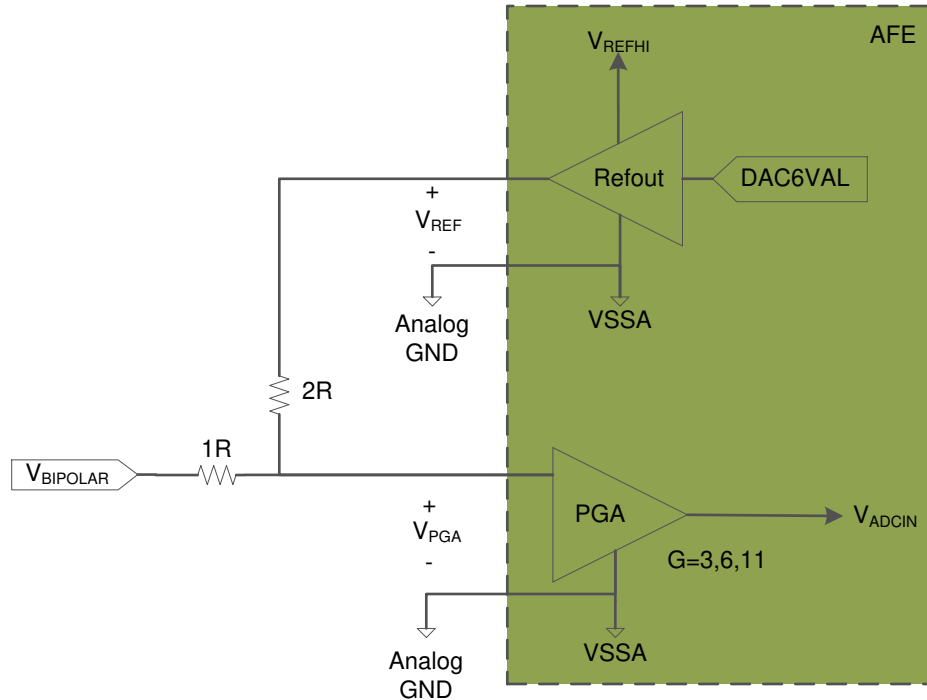 AFE
VREFHI
Refout
DAC6VAL
+
VREF
-
Analog
GND
VSSA
2R
1R
VBIPOLAR
+
VPGA
-
PGA
VADCIN
G=3,6,11
Analog
GND
VSSA